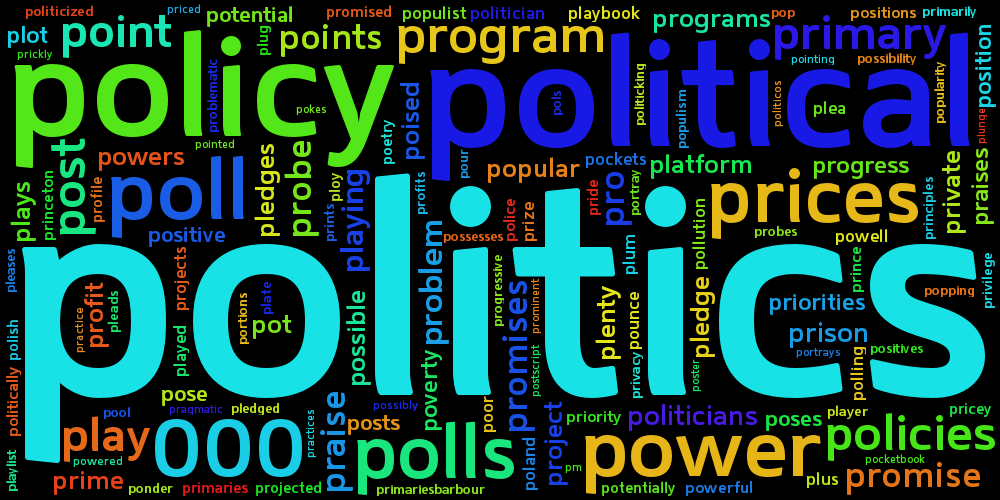 politicized
priced
potential
promised
populist
politician
playbook
programs
pop
positions
primarily
plot
point
plug
points
program
primary
position
prickly
policy
problematic
pokes
poetry
poised
political
politicking
pols
populism
politicos
pointing
possibility
plea
popularity
plunge
pointed
post
powers
poll
pledges
probe
ploy
playing
profits
pour
popular
pockets
platform
progress
private
praises
plays
princeton
profile
positive
prints
police
prize
pride
pro
portray
prices
principles
possesses
probes
powell
pleases
politics
projects
practice
profit
pleads
portions
plate
pot
possible
problem
progressive
promises
prominent
plum
pollution
plenty
pounce
pledge
prince
priorities
prison
portrays
popping
privilege
polish
played
politically
pose
poverty
postscript
privacy
poster
polling
positives
pool
pragmatic
pledged
possibly
poor
praise
posts
priority
politicians
poses
player
pricey
playlist
play
000
practices
polls
poland
project
power
policies
powered
prime
ponder
primaries
projected
primariesbarbour
pm
potentially
powerful
plus
pocketbook
promise